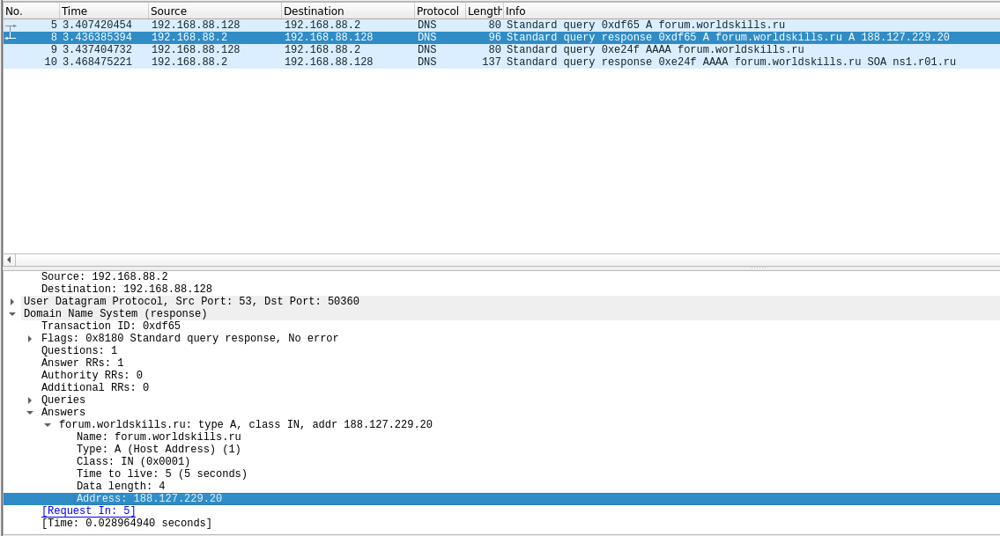 No. Time Source Destination Protocol Length Info
5 3.407420454 192.168.88.128 192.168.88.2 DNS 80 Standard query 0xdf65 A forum.worldskills.ru
8 3.436385394 192.168.88.2 192.168.88.128 DNS 96 Standard query response 0xdf65 A forum.worldskills.ru A 188.127.229.20
9 3.437404732 192.168.88.128 192.168.88.2 DNS 80 Standard query 0xe24f AAAA forum.worldskills.ru
10 3.468475221 192.168.88.2 192.168.88.128 DNS 137 Standard query response 0xe24f AAAA forum.worldskills.ru SOA ns1.r01.ru
Source: 192.168.88.2
Destination: 192.168.88.128
User Datagram Protocol, Src Port: 53, Dst Port: 50360
Domain Name System (response)
Transaction ID: 0xdf65
Flags: 0x8180 Standard query response, No error
Questions: 1
Answer RRs: 1
Authority RRs: 0
Additional RRs: 0
Queries
Answers
forum.worldskills.ru: type A, class IN, addr 188.127.229.20
Name: forum.worldskills.ru
Type: A (Host Address) (1)
Class: IN (0x0001)
Time to live: 5 (5 seconds)
Data length: 4
Address: 188.127.229.20
[Request In: 5]
[Time: 0.028964940 seconds]